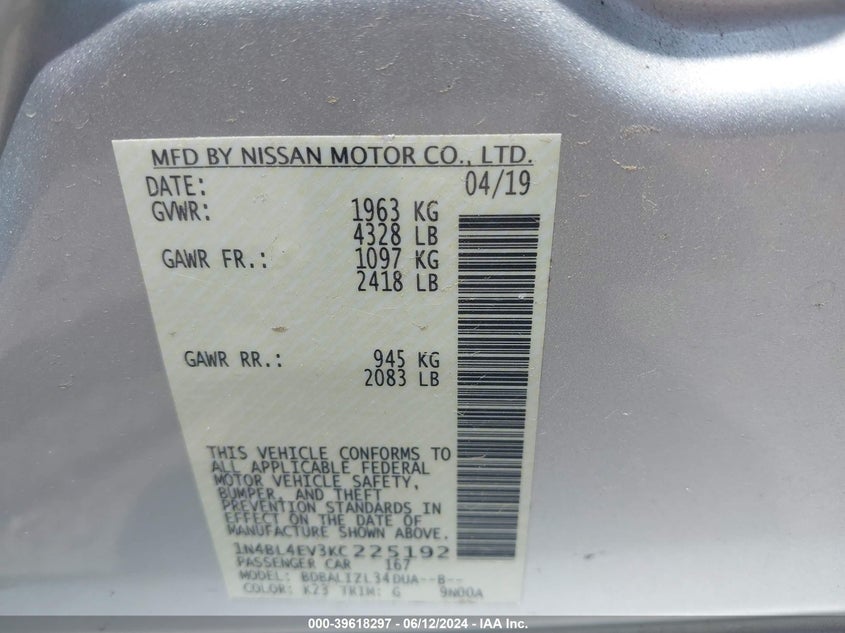 MFD BY NISSAN MOTOR CO., LTD.
DATE: 04/19
GVWR: 1963 KG
4328 LB
GAWR FR.: 1097 KG
2418 LB
GAWR RR.: 945 KG
2083 LB
THIS VEHICLE CONFORMS TO
ALL APPLICABLE FEDERAL
MOTOR VEHICLE SAFETY,
BUMPER, AND THEFT
PREVENTION STANDARDS IN
EFFECT ON THE DATE OF
MANUFACTURE SHOWN ABOVE.
1N4BL4EV3KC225192
PASSENGER CAR 167
MODEL: BDBALIZL34DUA--B--
COLOR: K23 TRIM: G 9N00A
000-39618297 - 06/12/2024 - IAA Inc.